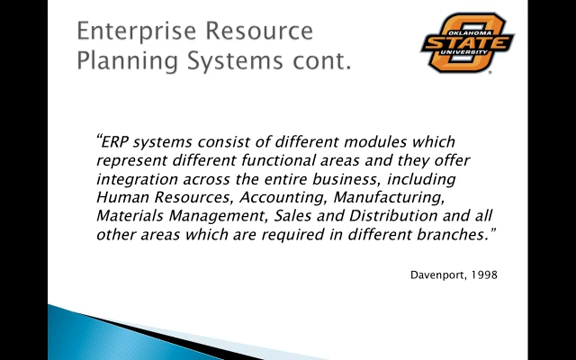 Enterprise Resource
Planning Systems cont.
OKLAHOMA
STATE
UNIVERSITY
“ERP systems consist of different modules which
represent different functional areas and they offer
integration across the entire business, including
Human Resources, Accounting, Manufacturing,
Materials Management, Sales and Distribution and all
other areas which are required in different branches.”
Davenport, 1998